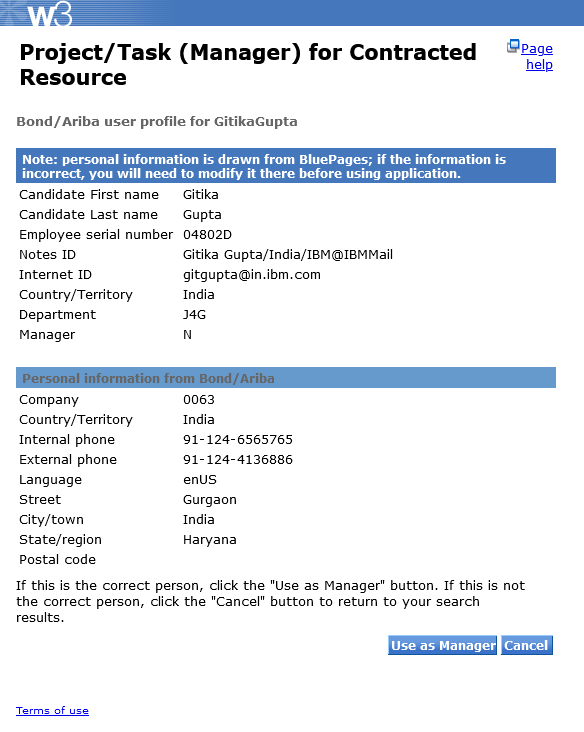 w3
Project/Task (Manager) for Contracted
Resource
Page
help
Bond/Ariba user profile for GitikaGupta
Note: personal information is drawn from BluePages; if the information is
incorrect, you will need to modify it there before using application.
Candidate First name Gitika
Candidate Last name Gupta
Employee serial number 04802D
Notes ID Gitika Gupta/India/IBM@IBMMail
Internet ID gitgupta@in.ibm.com
Country/Territory India
Department J4G
Manager N
Personal information from Bond/Ariba
Company 0063
Country/Territory India
Internal phone 91-124-6565765
External phone 91-124-4136886
Language enUS
Street Gurgaon
City/town India
State/region Haryana
Postal code
If this is the correct person, click the "Use as Manager" button. If this is not
the correct person, click the "Cancel" button to return to your search
results.
Use as Manager Cancel
Terms of use